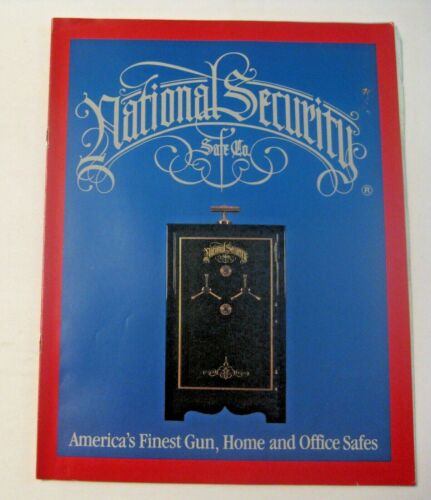 National Security
Safe Co.
®
National Security
America's Finest Gun, Home and Office Safes